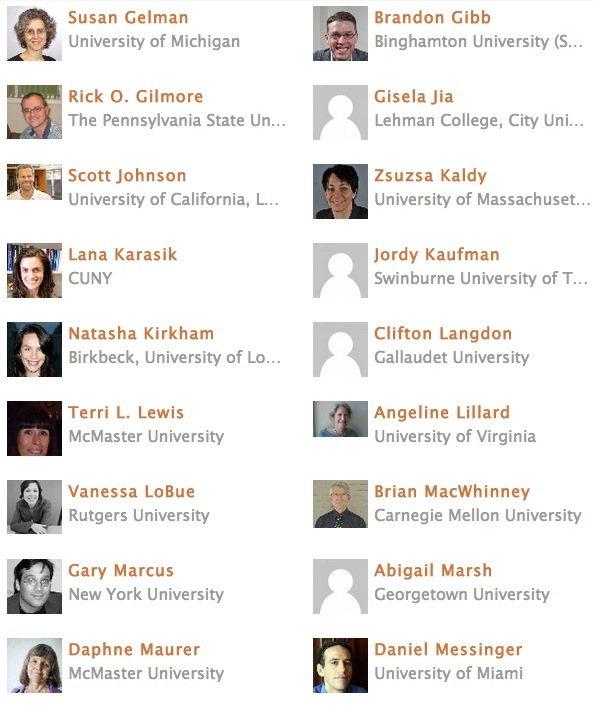 Susan Gelman
University of Michigan
Brandon Gibb
Binghamton University (S...
Rick O. Gilmore
The Pennsylvania State Un...
Gisela Jia
Lehman College, City Uni...
Scott Johnson
University of California, L...
Zsuzsa Kaldy
University of Massachuset...
Lana Karasik
CUNY
Jordy Kaufman
Swinburne University of T...
Natasha Kirkham
Birkbeck, University of Lo...
Clifton Langdon
Gallaudet University
Terri L. Lewis
McMaster University
Angeline Lillard
University of Virginia
Vanessa LoBue
Rutgers University
Brian MacWhinney
Carnegie Mellon University
Gary Marcus
New York University
Abigail Marsh
Georgetown University
Daphne Maurer
McMaster University
Daniel Messinger
University of Miami